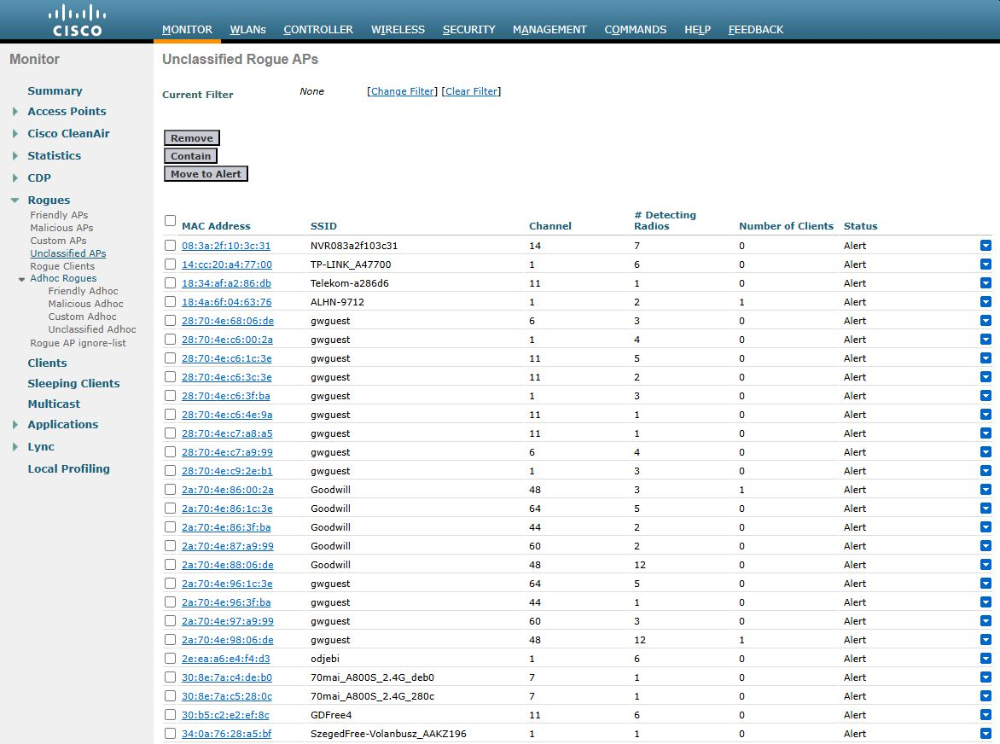 CISCO
MONITOR WLANs CONTROLLER WIRELESS SECURITY MANAGEMENT COMMANDS HELP FEEDBACK
Monitor
Summary
Access Points
Cisco CleanAir
Statistics
CDP
Rogues
Friendly APs
Malicious APs
Custom APs
Unclassified APs
Rogue Clients
Adhoc Rogues
Friendly Adhoc
Malicious Adhoc
Custom Adhoc
Unclassified Adhoc
Rogue AP ignore-list
Clients
Sleeping Clients
Multicast
Applications
Lync
Local Profiling
Unclassified Rogue APs
Current Filter None [Change Filter] [Clear Filter]
Remove
Contain
Move to Alert
MAC Address SSID Channel # Detecting Radios Number of Clients Status
08:3a:2f:10:3c:31 NVR083a2f103c31 14 7 0 Alert
14:cc:20:a4:77:00 TP-LINK_A47700 1 6 0 Alert
18:34:af:a2:86:db Telekom-a286d6 11 1 0 Alert
18:4a:6f:04:63:76 ALHN-9712 1 2 1 Alert
28:70:4e:68:06:de gwguest 6 3 0 Alert
28:70:4e:c6:00:2a gwguest 1 4 0 Alert
28:70:4e:c6:1c:3e gwguest 11 5 0 Alert
28:70:4e:c6:3c:3e gwguest 11 2 0 Alert
28:70:4e:c6:3f:ba gwguest 1 3 0 Alert
28:70:4e:c6:4e:9a gwguest 11 1 0 Alert
28:70:4e:c7:a8:a5 gwguest 11 1 0 Alert
28:70:4e:c7:a9:99 gwguest 6 4 0 Alert
28:70:4e:c9:2e:b1 gwguest 1 3 0 Alert
2a:70:4e:86:00:2a Goodwill 48 3 1 Alert
2a:70:4e:86:1c:3e Goodwill 64 5 0 Alert
2a:70:4e:86:3f:ba Goodwill 44 2 0 Alert
2a:70:4e:87:a9:99 Goodwill 60 2 0 Alert
2a:70:4e:88:06:de Goodwill 48 12 0 Alert
2a:70:4e:96:1c:3e gwguest 64 5 0 Alert
2a:70:4e:96:3f:ba gwguest 44 1 0 Alert
2a:70:4e:97:a9:99 gwguest 60 3 0 Alert
2a:70:4e:98:06:de gwguest 48 12 1 Alert
2e:ea:a6:e4:f4:d3 odjebi 1 6 0 Alert
30:8e:7a:c4:de:b0 70mai_A800S_2.4G_deb0 7 1 0 Alert
30:8e:7a:c5:28:0c 70mai_A800S_2.4G_280c 7 1 0 Alert
30:b5:c2:e2:ef:8c GDFree4 11 6 0 Alert
34:0a:76:28:a5:bf SzegedFree-Volanbusz_AAKZ196 1 1 0 Alert